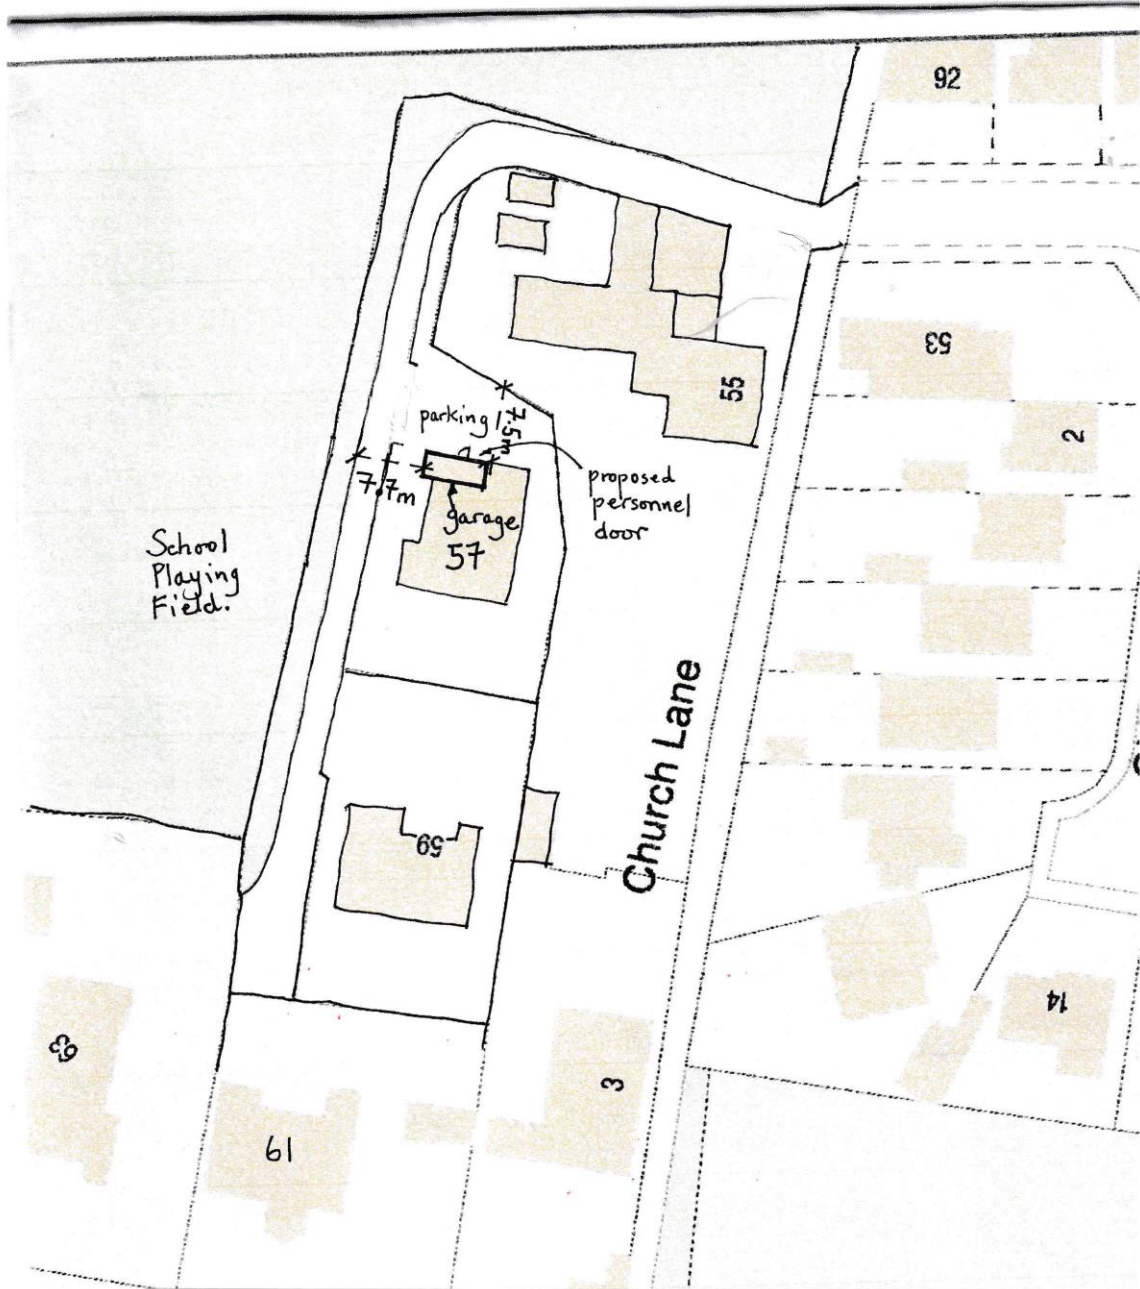 92
53
55
2
parking
7.5m
7.7m
proposed
personnel
door
garage
57
School
Playing
Field.
Church Lane
59
14
63
3
61